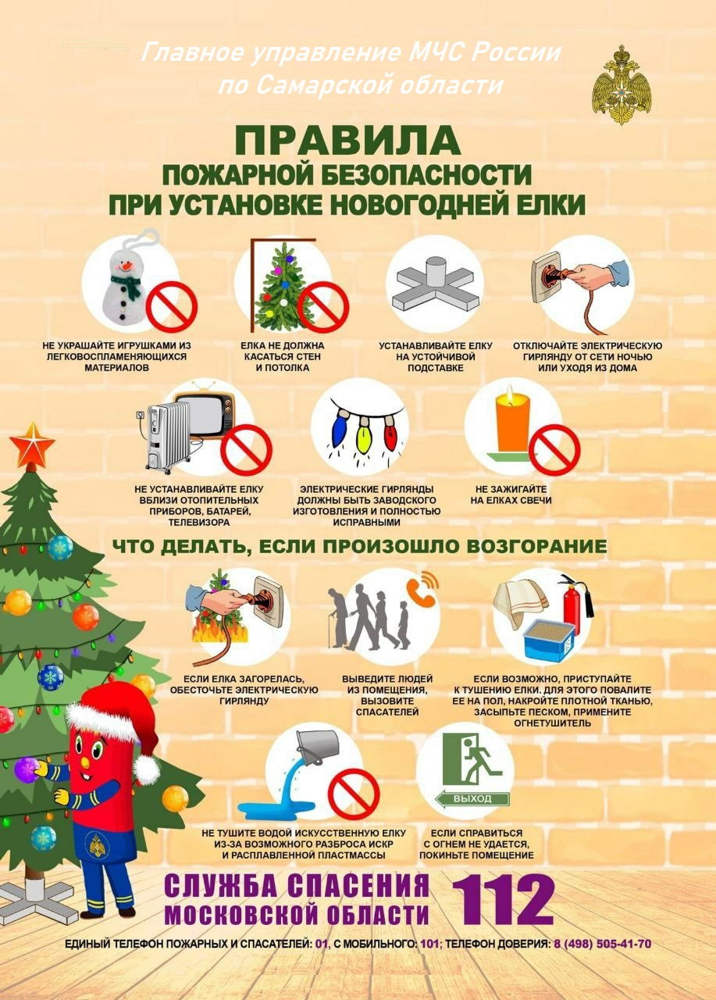 Главное управление МЧС России
по Самарской области
ПРАВИЛА
ПОЖАРНОЙ БЕЗОПАСНОСТИ
ПРИ УСТАНОВКЕ НОВОГОДНЕЙ ЕЛКИ
НЕ УКРАШАЙТЕ ИГРУШКАМИ ИЗ
ЛЕГКОВОСПЛАМЕНЯЮЩИХСЯ
МАТЕРИАЛОВ
ЕЛКА НЕ ДОЛЖНА
КАСАТЬСЯ СТЕН
И ПОТОЛКА
УСТАНАВЛИВАЙТЕ ЕЛКУ
НА УСТОЙЧИВОЙ
ПОДСТАВКЕ
ОТКЛЮЧАЙТЕ ЭЛЕКТРИЧЕСКУЮ
ГИРЛЯНДУ ОТ СЕТИ НОЧЬЮ
ИЛИ УХОДЯ ИЗ ДОМА
НЕ УСТАНАВЛИВАЙТЕ ЕЛКУ
ВБЛИЗИ ОТОПИТЕЛЬНЫХ
ПРИБОРОВ, БАТАРЕЙ,
ТЕЛЕВИЗОРА
ЭЛЕКТРИЧЕСКИЕ ГИРЛЯНДЫ
ДОЛЖНЫ БЫТЬ ЗАВОДСКОГО
ИЗГОТОВЛЕНИЯ И ПОЛНОСТЬЮ
ИСПРАВНЫМИ
НЕ ЗАЖИГАЙТЕ
НА ЕЛКАХ СВЕЧИ
ЧТО ДЕЛАТЬ, ЕСЛИ ПРОИЗОШЛО ВОЗГОРАНИЕ
ЕСЛИ ЕЛКА ЗАГОРЕЛАСЬ,
ОБЕСТОЧЬТЕ ЭЛЕКТРИЧЕСКУЮ
ГИРЛЯНДУ
ВЫВЕДИТЕ ЛЮДЕЙ
ИЗ ПОМЕЩЕНИЯ,
ВЫЗОВИТЕ
СПАСАТЕЛЕЙ
ЕСЛИ ВОЗМОЖНО, ПРИСТУПАЙТЕ
К ТУШЕНИЮ ЕЛКИ. ДЛЯ ЭТОГО ПОВАЛИТЕ
ЕЕ НА ПОЛ, НАКРОЙТЕ ПЛОТНОЙ ТКАНЬЮ,
ЗАСЫПЬТЕ ПЕСКОМ, ПРИМЕНИТЕ
ОГНЕТУШИТЕЛЬ
ВЫХОД
НЕ ТУШИТЕ ВОДОЙ ИСКУССТВЕННУЮ ЕЛКУ
ИЗ-ЗА ВОЗМОЖНОГО РАЗБРОСА ИСКР
И РАСПЛАВЛЕННОЙ ПЛАСТМАССЫ
ЕСЛИ СПРАВИТЬСЯ
С ОГНЕМ НЕ УДАЕТСЯ,
ПОКИНЬТЕ ПОМЕЩЕНИЕ
СЛУЖБА СПАСЕНИЯ
МОСКОВСКОЙ ОБЛАСТИ
112
ЕДИНЫЙ ТЕЛЕФОН ПОЖАРНЫХ И СПАСАТЕЛЕЙ: 01, С МОБИЛЬНОГО: 101; ТЕЛЕФОН ДОВЕРИЯ: 8 (498) 505-41-70